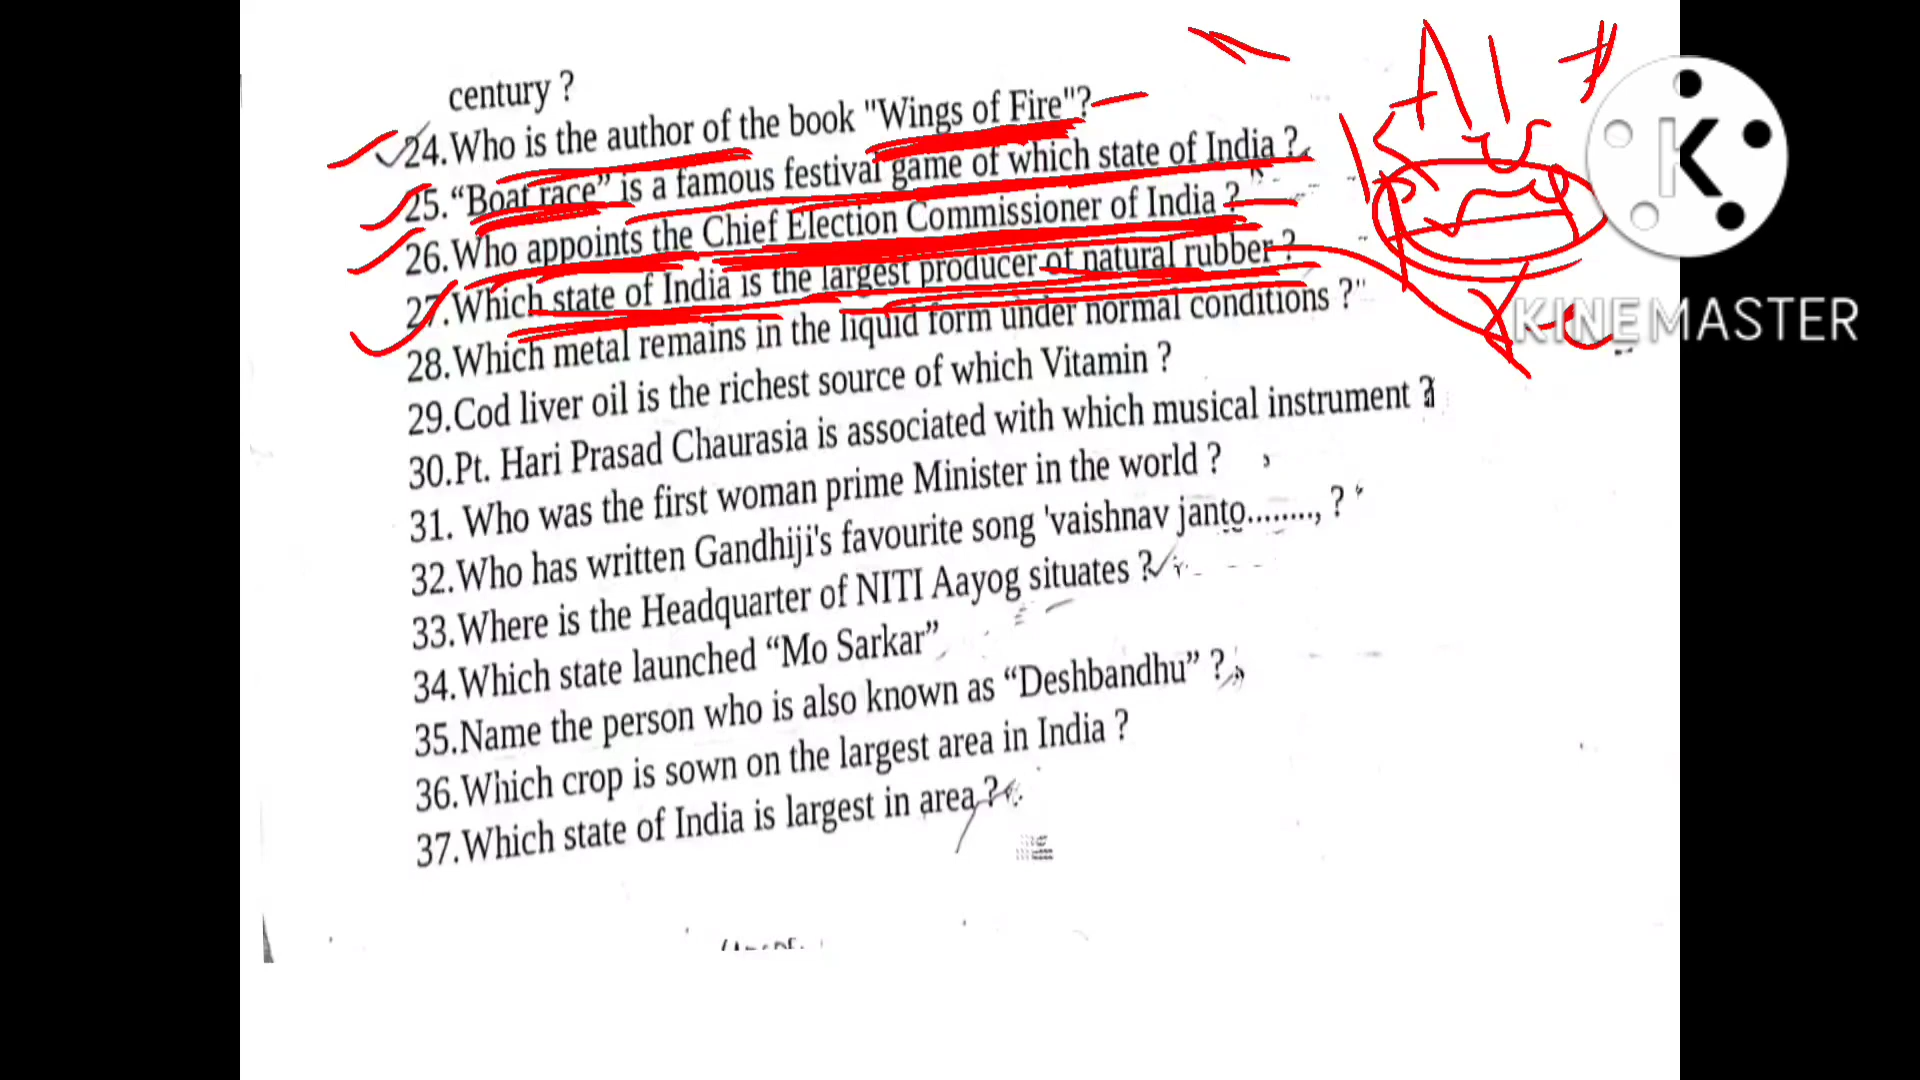 century ?
24.Who is the author of the book "Wings of Fire"?
25.“Boat race” is a famous festival game of which state of India ?
26.Who appoints the Chief Election Commissioner of India ?
27.Which state of India is the largest producer of natural rubber ?
28.Which metal remains in the liquid form under normal conditions ?"
29.Cod liver oil is the richest source of which Vitamin ?
30.Pt. Hari Prasad Chaurasia is associated with which musical instrument ?
31. Who was the first woman prime Minister in the world ?
32.Who has written Gandhiji's favourite song 'vaishnav janto........, ?
33.Where is the Headquarter of NITI Aayog situates ?
34.Which state launched “Mo Sarkar”
35.Name the person who is also known as “Deshbandhu” ?
36.Which crop is sown on the largest area in India ?
37.Which state of India is largest in area ?
K
KINEMASTER